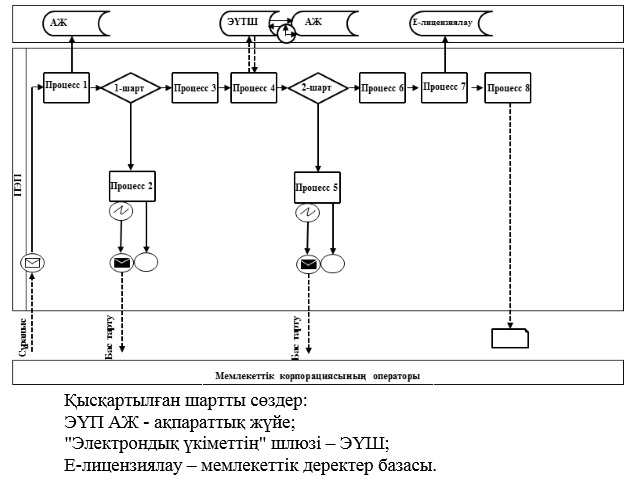 АЖ
ЭҮТШ
АЖ
Е-лицензиялау
Процесс 1
1-шарт
Процесс 3
Процесс 4
2-шарт
Процесс 6
Процесс 7
Процесс 8
ПЭП
Процесс 2
Процесс 5
Сұраныс
Бас тарту
Бас тарту
Мемлекеттік корпорациясының операторы
Қысқартылған шартты сөздер:
ЭҮП АЖ - ақпараттық жүйе;
"Электрондық үкіметтің" шлюзі – ЭҮШ;
Е-лицензиялау – мемлекеттік деректер базасы.